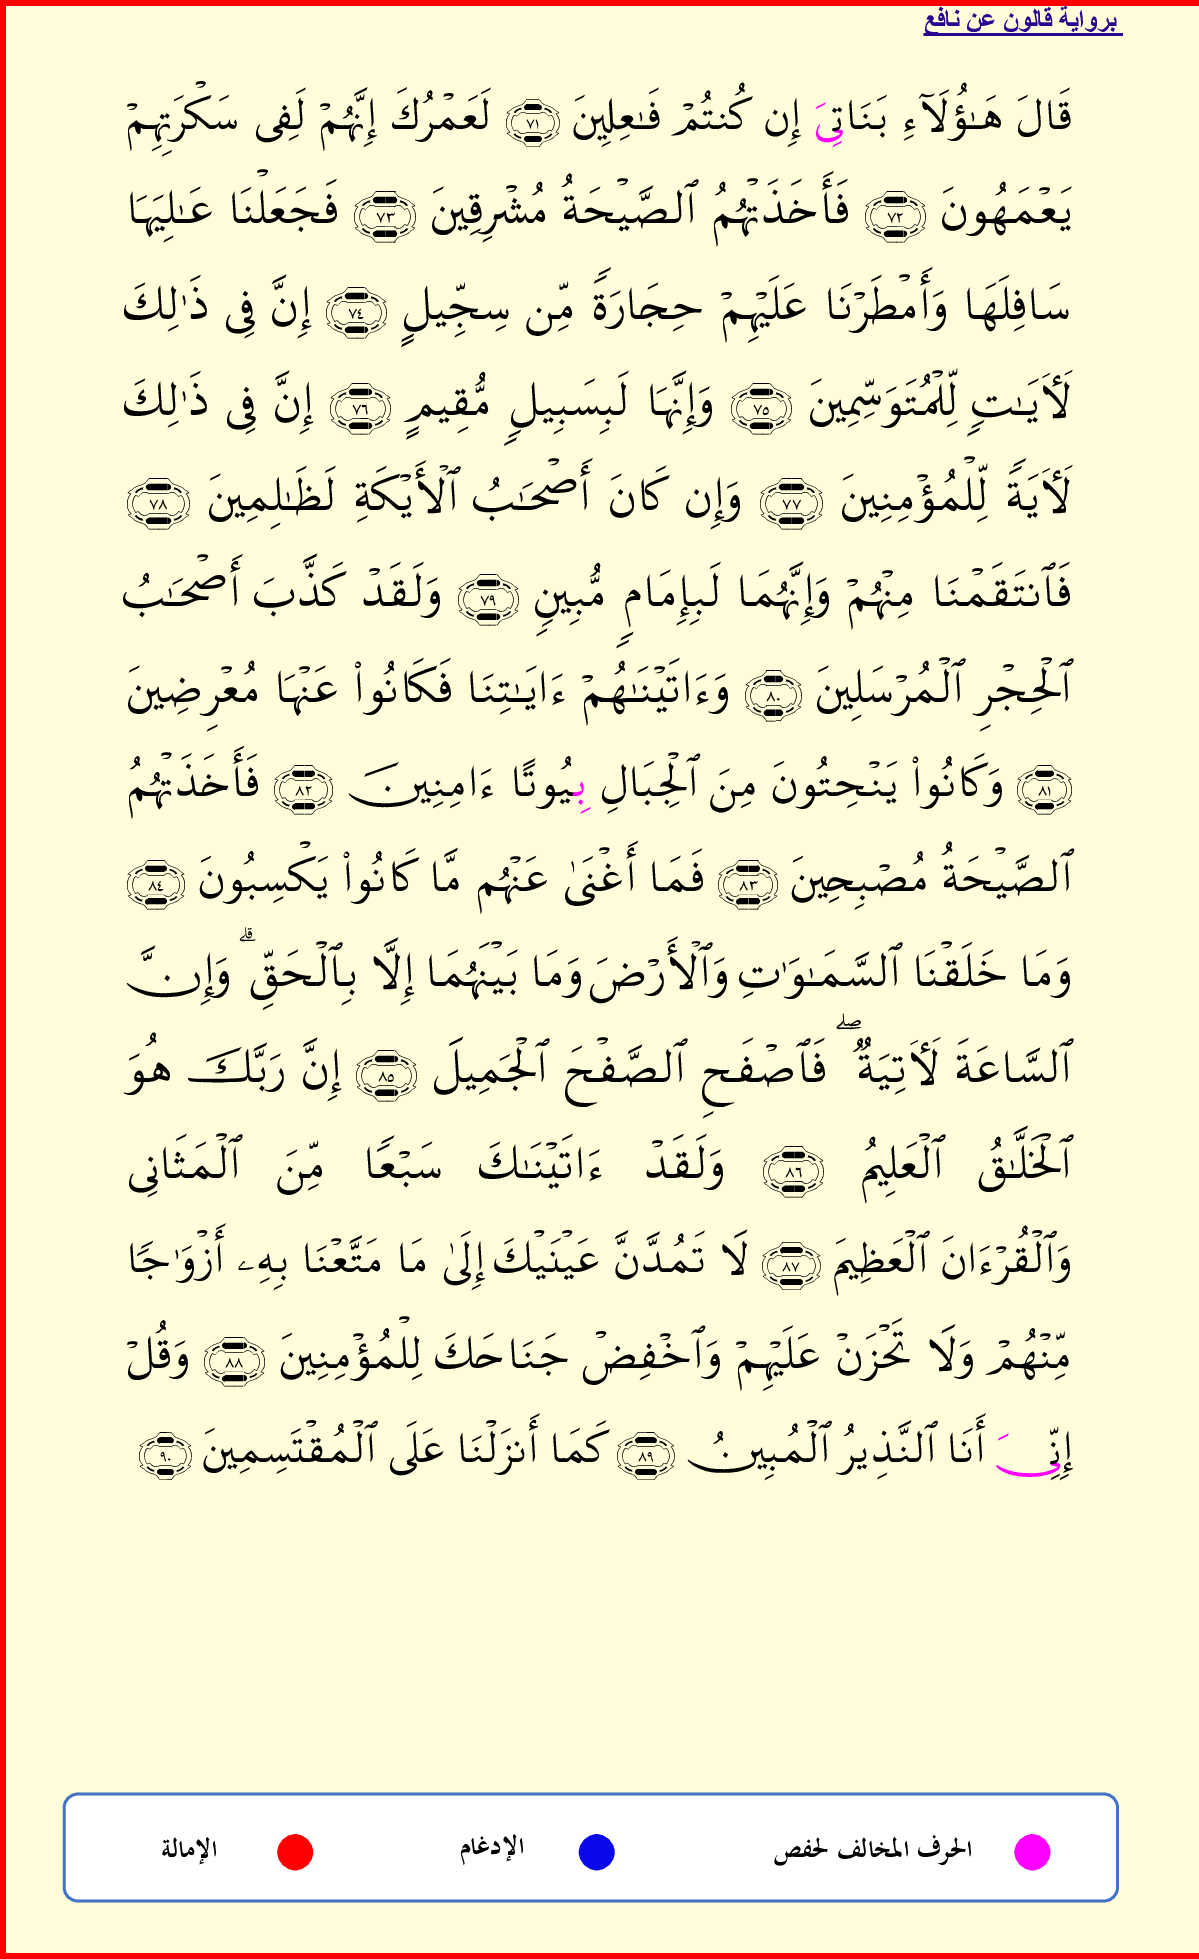 برواية قالون عن نافع
قَالَ هَٰٓؤُلَآءِ بَنَاتِيَ إِن كُنتُمْ فَٰعِلِينَ ٧١ لَعَمْرُكَ إِنَّهُمْ لَفِى سَكْرَتِهِمْ
يَعْمَهُونَ ٧٢ فَأَخَذَتْهُمُ ٱلصَّيْحَةُ مُشْرِقِينَ ٧٣ فَجَعَلْنَا عَٰلِيَهَا
سَافِلَهَا وَأَمْطَرْنَا عَلَيْهِمْ حِجَارَةً مِّن سِجِّيلٍ ٧٤ إِنَّ فِى ذَٰلِكَ
لَأٓيَٰتٍ لِّلْمُتَوَسِّمِينَ ٧٥ وَإِنَّهَا لَبِسَبِيلٍ مُّقِيمٍ ٧٦ إِنَّ فِى ذَٰلِكَ
لَأٓيَةً لِّلْمُؤْمِنِينَ ٧٧ وَإِن كَانَ أَصْحَٰبُ ٱلْأَيْكَةِ لَظَٰلِمِينَ ٧٨
فَٱنتَقَمْنَا مِنْهُمْ وَإِنَّهُمَا لَبِإِمَامٍ مُّبِينٍ ٧٩ وَلَقَدْ كَذَّبَ أَصْحَٰبُ
ٱلْحِجْرِ ٱلْمُرْسَلِينَ ٨٠ وَءَاتَيْنَٰهُمْ ءَايَٰتِنَا فَكَانُوا۟ عَنْهَا مُعْرِضِينَ
٨١ وَكَانُوا۟ يَنْحِتُونَ مِنَ ٱلْجِبَالِ بِيُوتًا ءَامِنِينَ ٨٢ فَأَخَذَتْهُمُ
ٱلصَّيْحَةُ مُصْبِحِينَ ٨٣ فَمَا أَغْنَىٰ عَنْهُم مَّا كَانُوا۟ يَكْسِبُونَ ٨٤
وَمَا خَلَقْنَا ٱلسَّمَٰوَٰتِ وَٱلْأَرْضَ وَمَا بَيْنَهُمَا إِلَّا بِٱلْحَقِّۗ وَإِنَّ
ٱلسَّاعَةَ لَأٓتِيَةٌۖ فَٱصْفَحِ ٱلصَّفْحَ ٱلْجَمِيلَ ٨٥ إِنَّ رَبَّكَ هُوَ
ٱلْخَلَّٰقُ ٱلْعَلِيمُ ٨٦ وَلَقَدْ ءَاتَيْنَٰكَ سَبْعًا مِّنَ ٱلْمَثَانِى
وَٱلْقُرْءَانَ ٱلْعَظِيمَ ٨٧ لَا تَمُدَّنَّ عَيْنَيْكَ إِلَىٰ مَا مَتَّعْنَا بِهِۦ أَزْوَٰجًا
مِّنْهُمْ وَلَا تَحْزَنْ عَلَيْهِمْ وَٱخْفِضْ جَنَاحَكَ لِلْمُؤْمِنِينَ ٨٨ وَقُلْ
إِنِّيَ أَنَا ٱلنَّذِيرُ ٱلْمُبِينُ ٨٩ كَمَا أَنزَلْنَا عَلَى ٱلْمُقْتَسِمِينَ ٩٠
الحرف المخالف لحفص الإدغام الإمالة